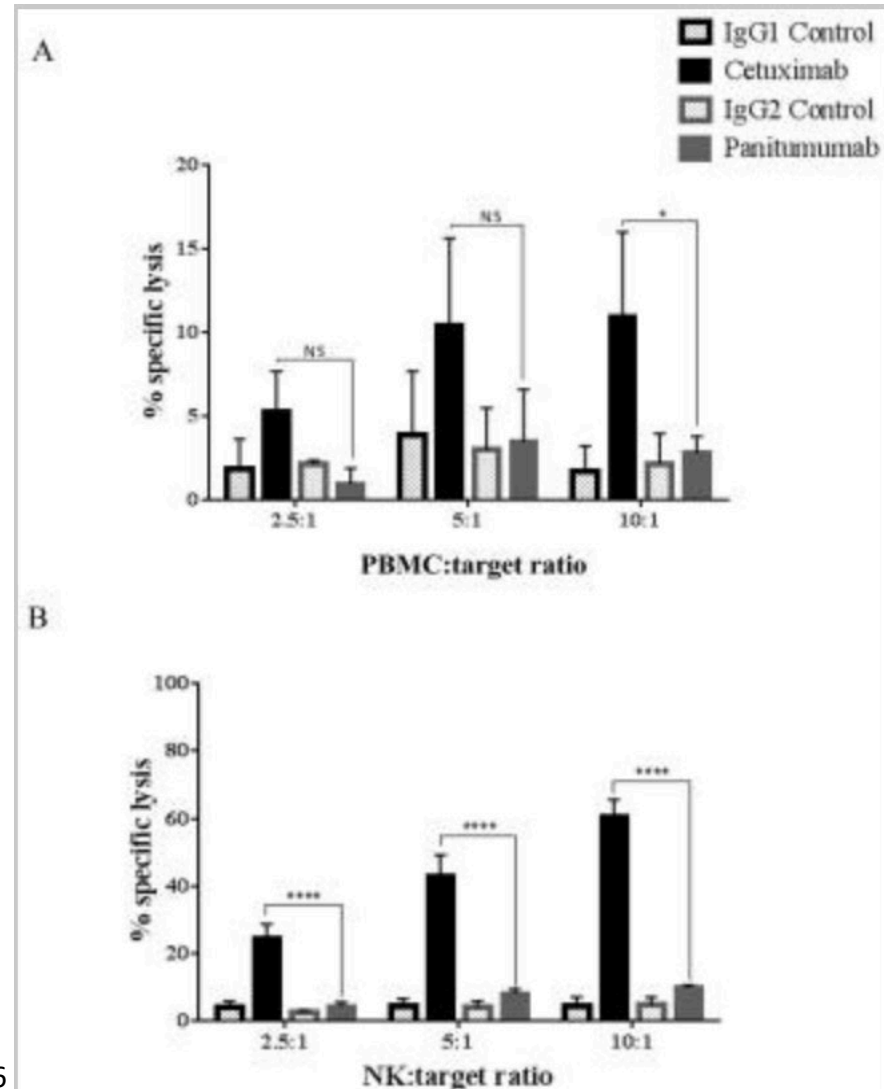 A
IgG1 Control
Cetuximab
IgG2 Control
Panitumumab
20
15
10
5
0
% specific lysis
NS
NS
*
2.5:1 5:1 10:1
PBMC:target ratio
B
100
80
60
40
20
0
% specific lysis
****
****
****
2.5:1 5:1 10:1
NK:target ratio
6